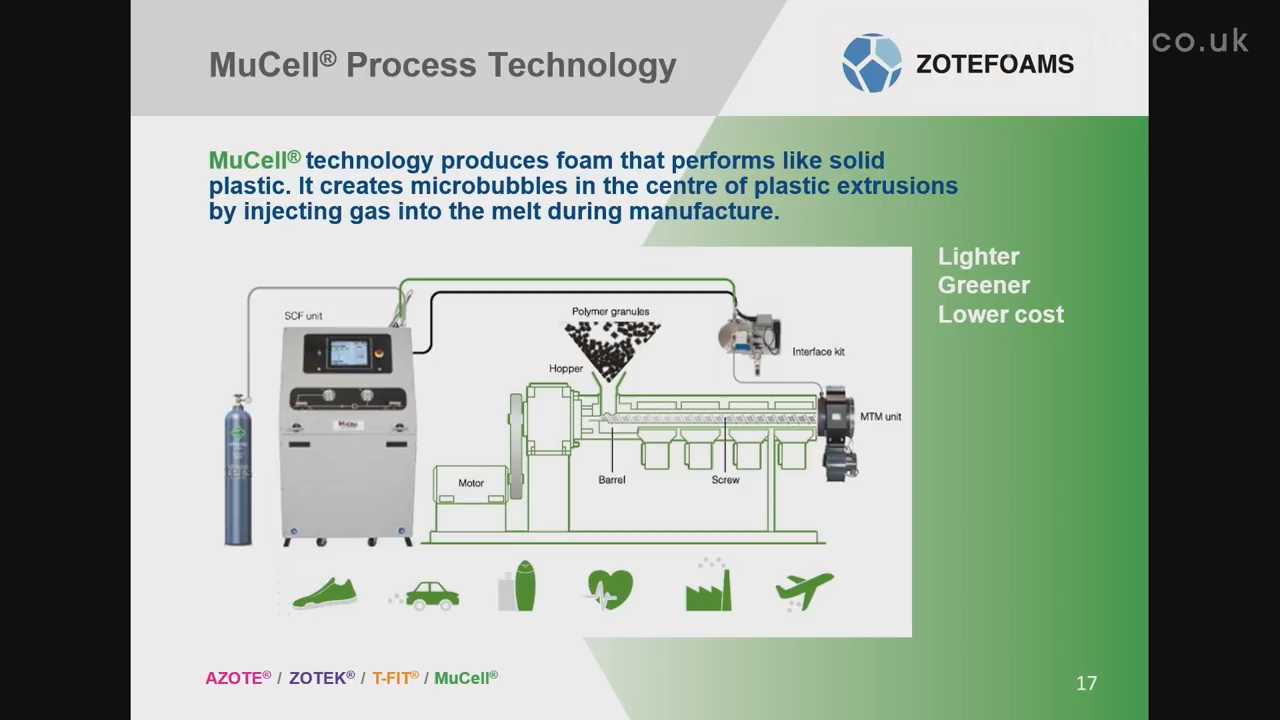 MuCell® Process Technology
ZOTEFOAMS
.co.uk
MuCell® technology produces foam that performs like solid
plastic. It creates microbubbles in the centre of plastic extrusions
by injecting gas into the melt during manufacture.
Lighter
Greener
Lower cost
SCF unit
Polymer granules
Hopper
Interface kit
MTM unit
Motor
Barrel
Screw
AZOTE® / ZOTEK® / T-FIT® / MuCell®
17